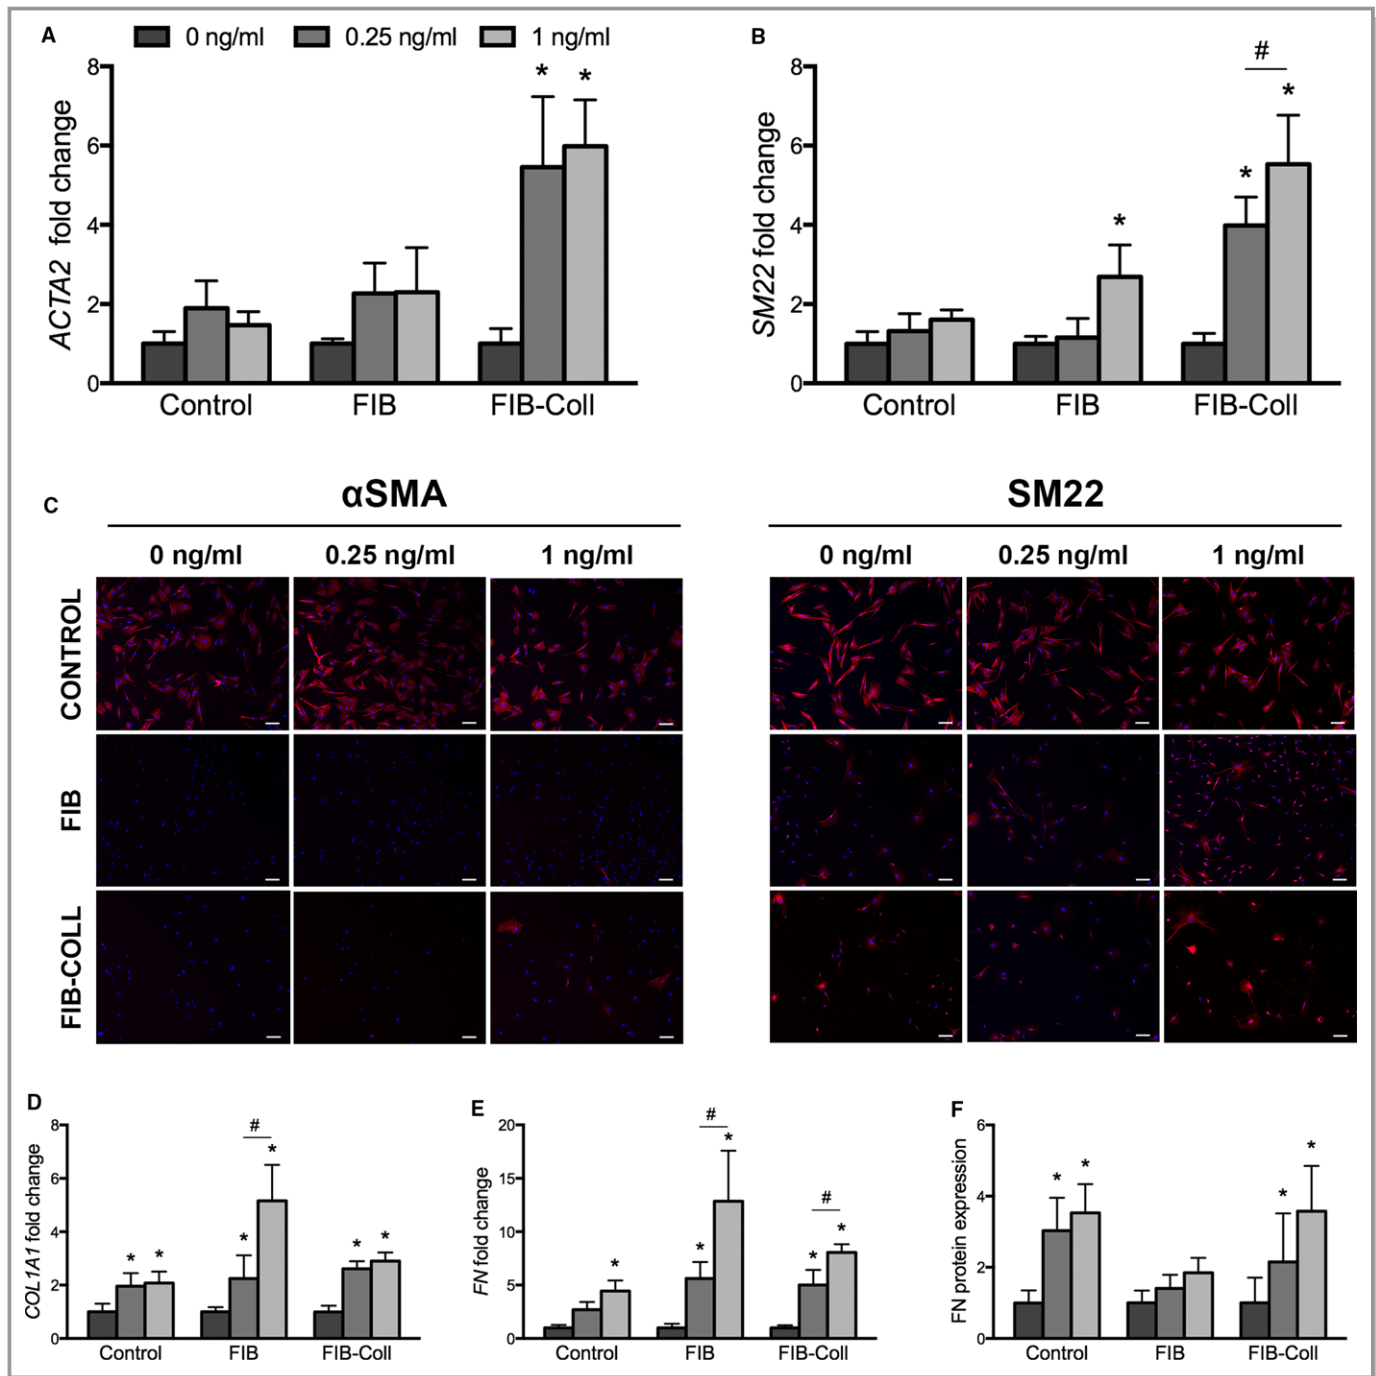 A
0 ng/ml 0.25 ng/ml 1 ng/ml
ACTA2 fold change
8
6
4
2
0
* *
Control FIB FIB-Coll
B
SM22 fold change
8
6
4
2
0
*
*
*
#
Control FIB FIB-Coll
C
αSMA
0 ng/ml 0.25 ng/ml 1 ng/ml
SM22
0 ng/ml 0.25 ng/ml 1 ng/ml
CONTROL
FIB
FIB-COLL
D
COL1A1 fold change
8
6
4
2
0
* *
* # *
* *
Control FIB FIB-Coll
E
FN fold change
20
15
10
5
0
*
* # *
* # *
Control FIB FIB-Coll
F
FN protein expression
6
4
2
0
* *
* *
Control FIB FIB-Coll